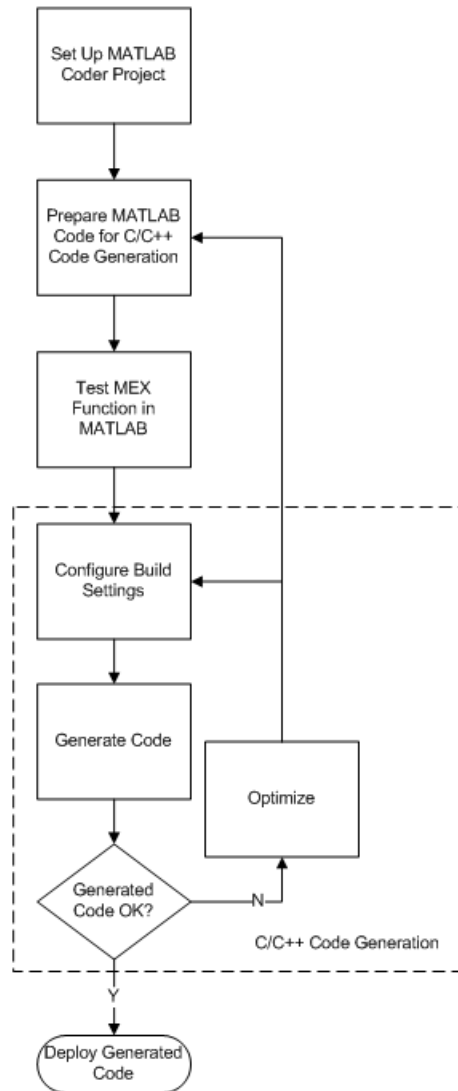 Set Up MATLAB
Coder Project
Prepare MATLAB
Code for C/C++
Code Generation
Test MEX
Function in
MATLAB
Configure Build
Settings
Generate Code
Optimize
Generated
Code OK?
N
C/C++ Code Generation
Y
Deploy Generated
Code